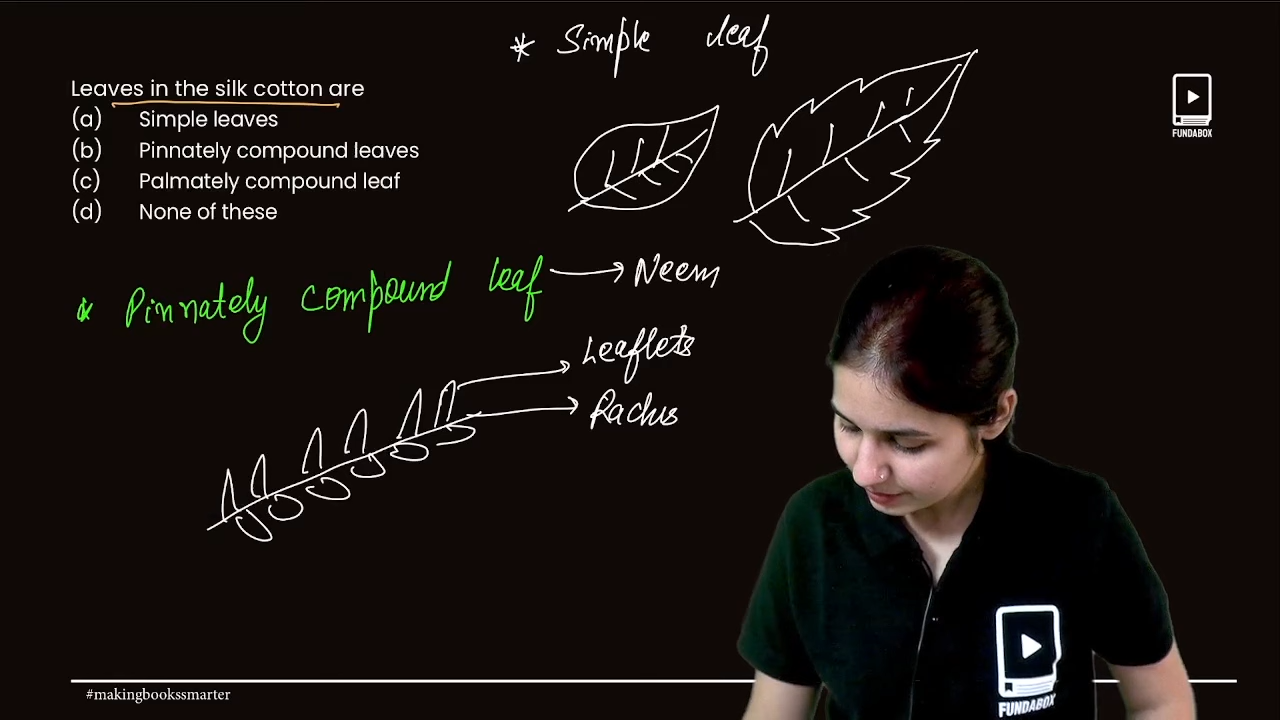 * Simple leaf
Leaves in the silk cotton are
(a) Simple leaves
(b) Pinnately compound leaves
(c) Palmately compound leaf
(d) None of these
FUNDABOX
* Pinnately compound leaf → Neem
Leaflets
Rachis
FUNDABOX
#makingbookssmarter